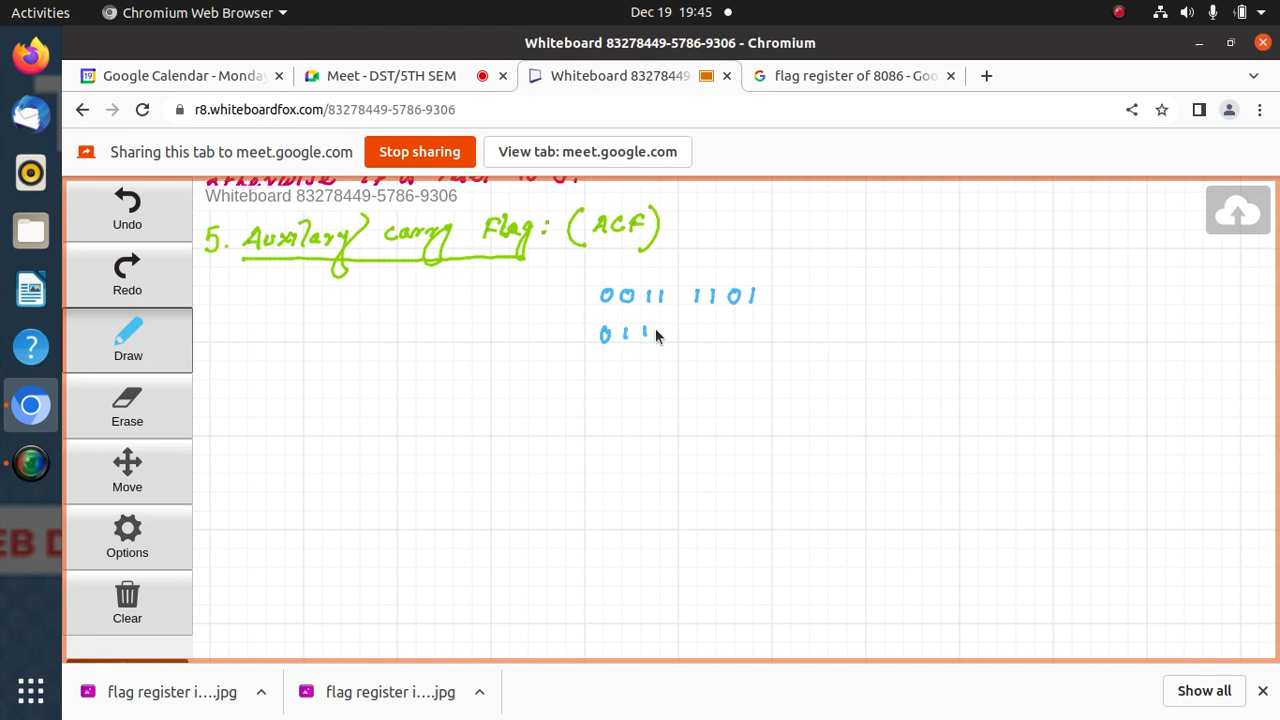 Activities Chromium Web Browser Dec 19 19:45
Whiteboard 83278449-5786-9306 - Chromium
Google Calendar - Monda Meet - DST/5TH SEM Whiteboard 83278449- flag register of 8086 - Goo
r8.whiteboardfox.com/83278449-5786-9306
Sharing this tab to meet.google.com Stop sharing View tab: meet.google.com
Whiteboard 83278449-5786-9306
5. Auxilary carry Flag: (ACF)
0011 1101
011
Undo
Redo
Draw
Erase
Move
Options
Clear
EB D
flag register i....jpg flag register i....jpg Show all